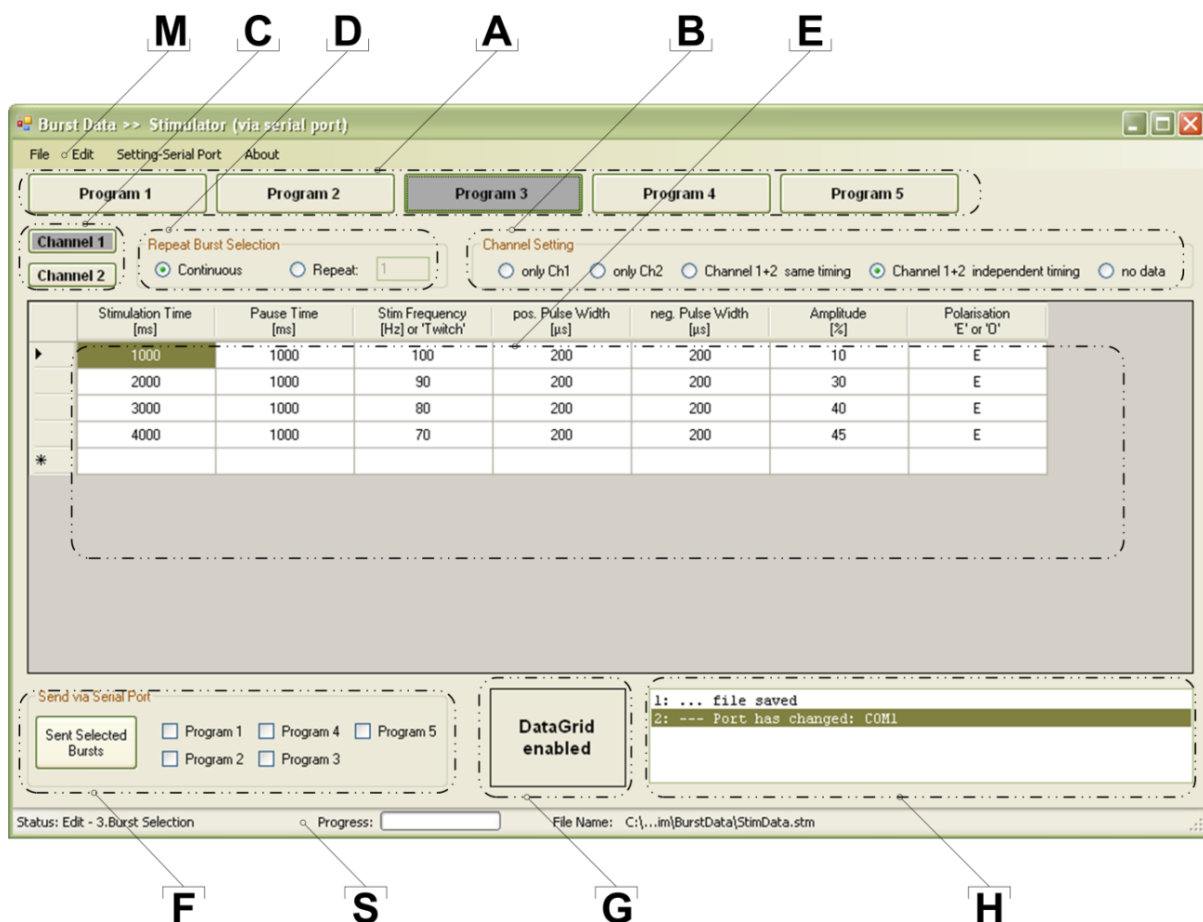 M C D A B E
Burst Data >> Stimulator (via serial port)
File Edit Setting-Serial Port About
Program 1 Program 2 Program 3 Program 4 Program 5
Channel 1
Channel 2
Repeat Burst Selection
Continuous Repeat: 1
Channel Setting
only Ch1 only Ch2 Channel 1+2 same timing Channel 1+2 independent timing no data
Stimulation Time [ms] Pause Time [ms] Stim Frequency [Hz] or 'Twitch' pos. Pulse Width [µs] neg. Pulse Width [µs] Amplitude [%] Polarisation 'E' or 'O'
1000 1000 100 200 200 10 E
2000 1000 90 200 200 30 E
3000 1000 80 200 200 40 E
4000 1000 70 200 200 45 E
Send via Serial Port
Sent Selected
Bursts
Program 1 Program 4 Program 5
Program 2 Program 3
DataGrid
enabled
1: ... file saved
2: --- Port has changed: COM1
Status: Edit - 3.Burst Selection Progress: File Name: C:\...im\BurstData\StimData.stm
F S G H